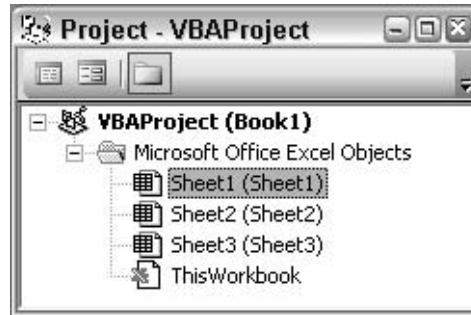 Project - VBAProject
VBAProject (Book1)
Microsoft Office Excel Objects
Sheet1 (Sheet1)
Sheet2 (Sheet2)
Sheet3 (Sheet3)
ThisWorkbook